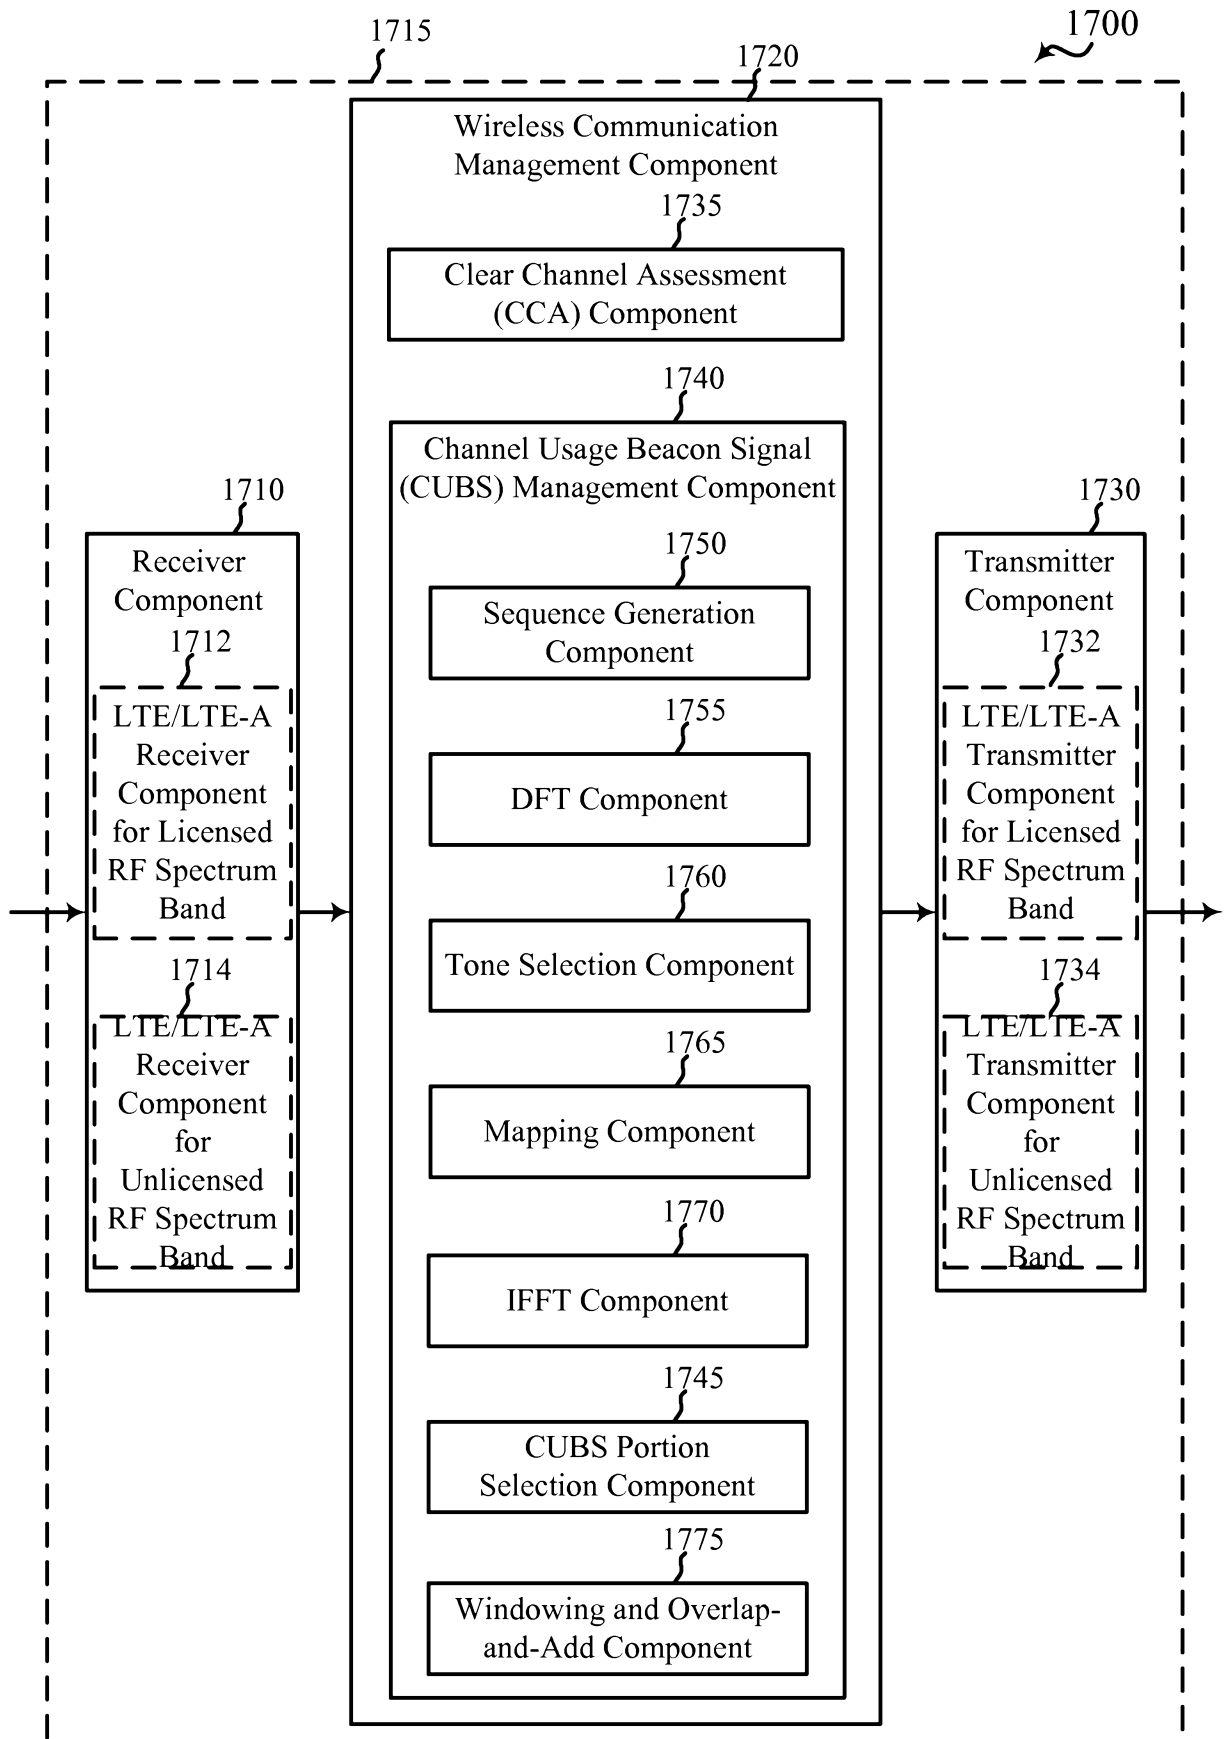 1700
1715
1720
Wireless Communication
Management Component
1735
Clear Channel Assessment
(CCA) Component
1740
Channel Usage Beacon Signal
(CUBS) Management Component
1750
Sequence Generation
Component
1755
DFT Component
1760
Tone Selection Component
1765
Mapping Component
1770
IFFT Component
1745
CUBS Portion
Selection Component
1775
Windowing and Overlap-
and-Add Component
1710
Receiver
Component
1712
LTE/LTE-A
Receiver
Component
for Licensed
RF Spectrum
Band
1714
LTE/LTE-A
Receiver
Component
for
Unlicensed
RF Spectrum
Band
1730
Transmitter
Component
1732
LTE/LTE-A
Transmitter
Component
for Licensed
RF Spectrum
Band
1734
LTE/LTE-A
Transmitter
Component
for
Unlicensed
RF Spectrum
Band